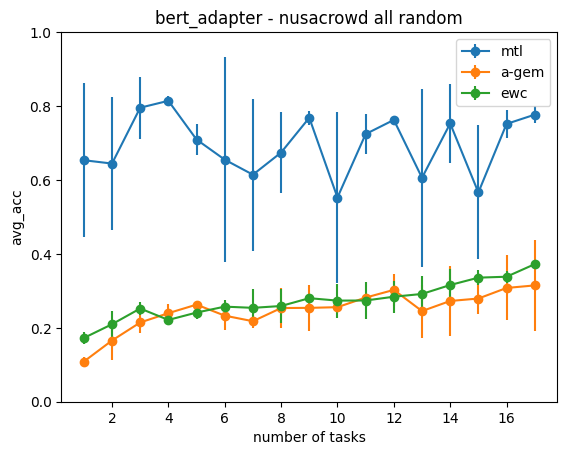 bert_adapter - nusacrowd all random
mtl
a-gem
ewc
avg_acc
1.0
0.8
0.6
0.4
0.2
0.0
2 4 6 8 10 12 14 16
number of tasks